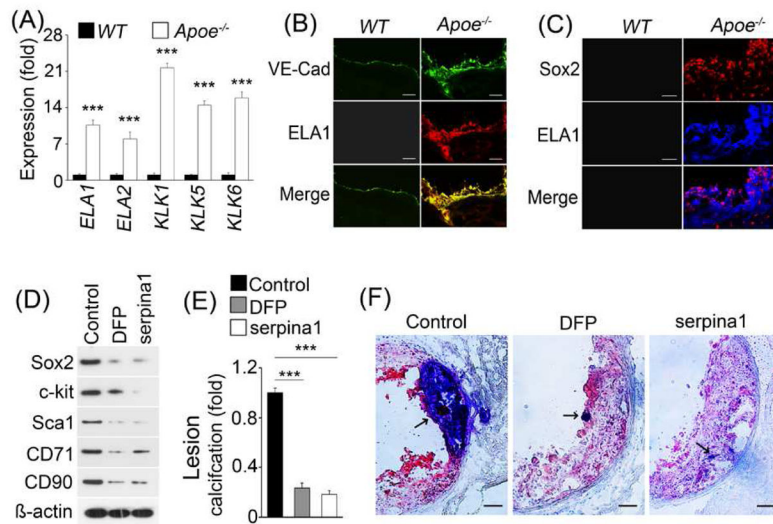 (A)
WT
Apoe-/-
Expression (fold)
28
21
14
7
0
***
***
***
***
***
ELA1
ELA2
KLK1
KLK5
KLK6
(B)
WT
Apoe-/-
VE-Cad
ELA1
Merge
(C)
WT
Apoe-/-
Sox2
ELA1
Merge
(D)
Control
DFP
serpina1
Sox2
c-kit
Sca1
CD71
CD90
ß-actin
(E)
Control
DFP
serpina1
Lesion
calcifcation (fold)
1.2
0.8
0.4
0
***
***
(F)
Control
DFP
serpina1